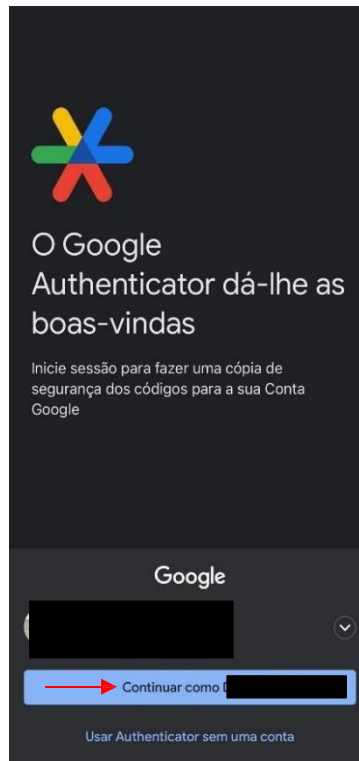 O Google
Authenticator dá-lhe as
boas-vindas
Inicie sessão para fazer uma cópia de
segurança dos códigos para a sua Conta
Google
Google
Continuar como
Usar Authenticator sem uma conta